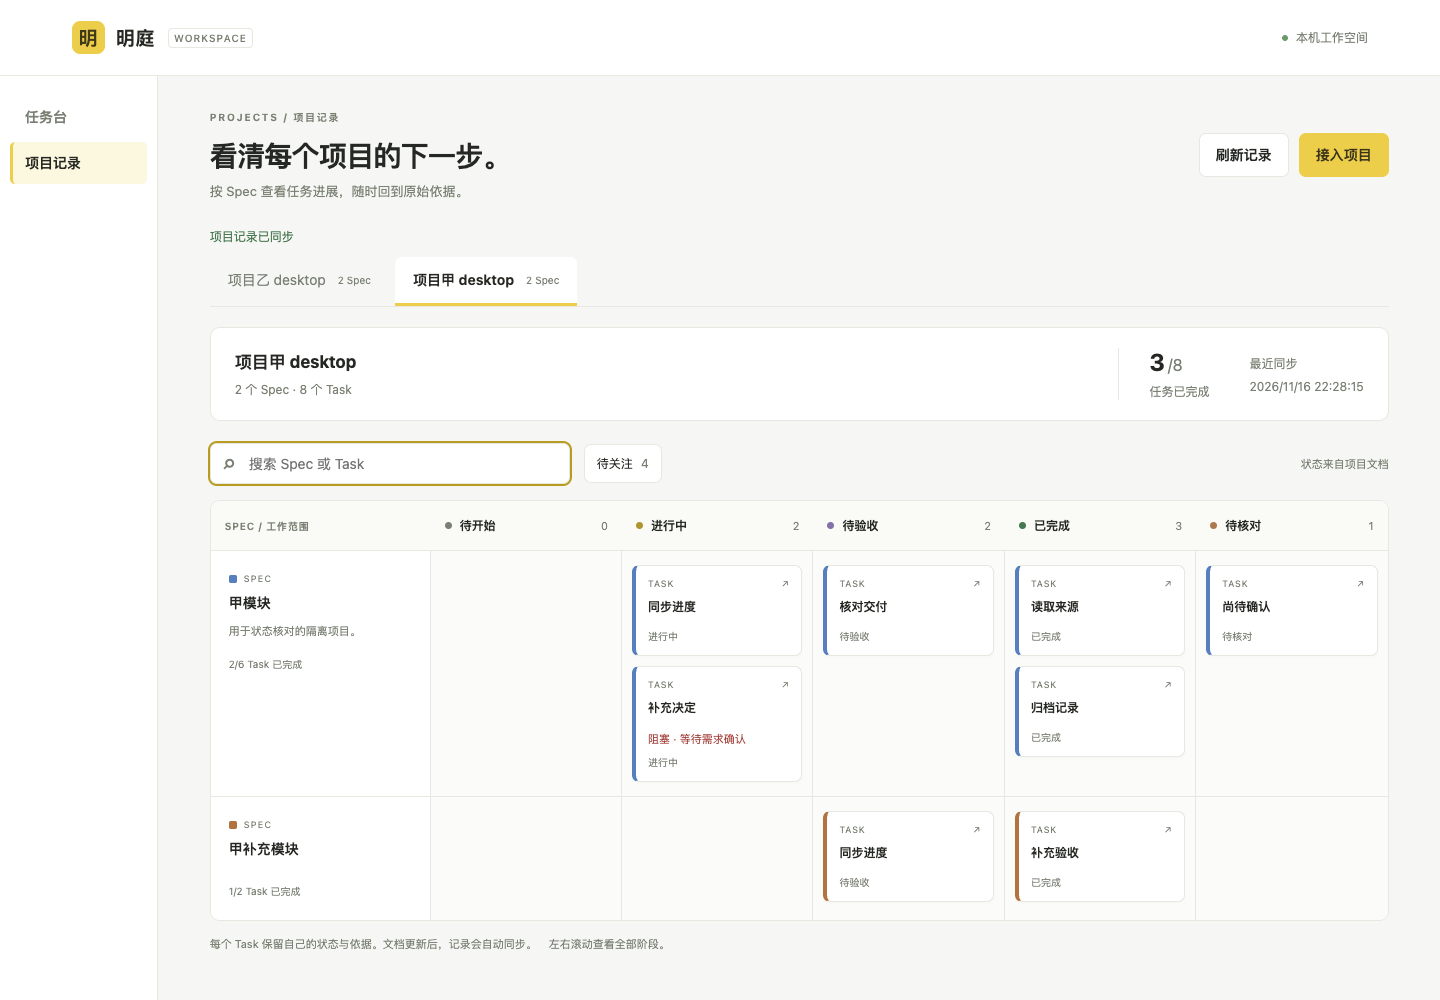 明 明庭 WORKSPACE
本机工作空间
任务台
项目记录
PROJECTS / 项目记录
看清每个项目的下一步。
按 Spec 查看任务进展，随时回到原始依据。
刷新记录
接入项目
项目记录已同步
项目乙 desktop 2 Spec
项目甲 desktop 2 Spec
项目甲 desktop
2 个 Spec · 8 个 Task
3/8
任务已完成
最近同步
2026/11/16 22:28:15
搜索 Spec 或 Task
待关注 4
状态来自项目文档
SPEC / 工作范围
待开始 0
进行中 2
待验收 2
已完成 3
待核对 1
SPEC
甲模块
用于状态核对的隔离项目。
2/6 Task 已完成
TASK ↗
同步进度
进行中
TASK ↗
补充决定
阻塞 · 等待需求确认
进行中
TASK ↗
核对交付
待验收
TASK ↗
读取来源
已完成
TASK ↗
归档记录
已完成
TASK ↗
尚待确认
待核对
SPEC
甲补充模块
1/2 Task 已完成
TASK ↗
同步进度
待验收
TASK ↗
补充验收
已完成
每个 Task 保留自己的状态与依据。文档更新后，记录会自动同步。 左右滚动查看全部阶段。